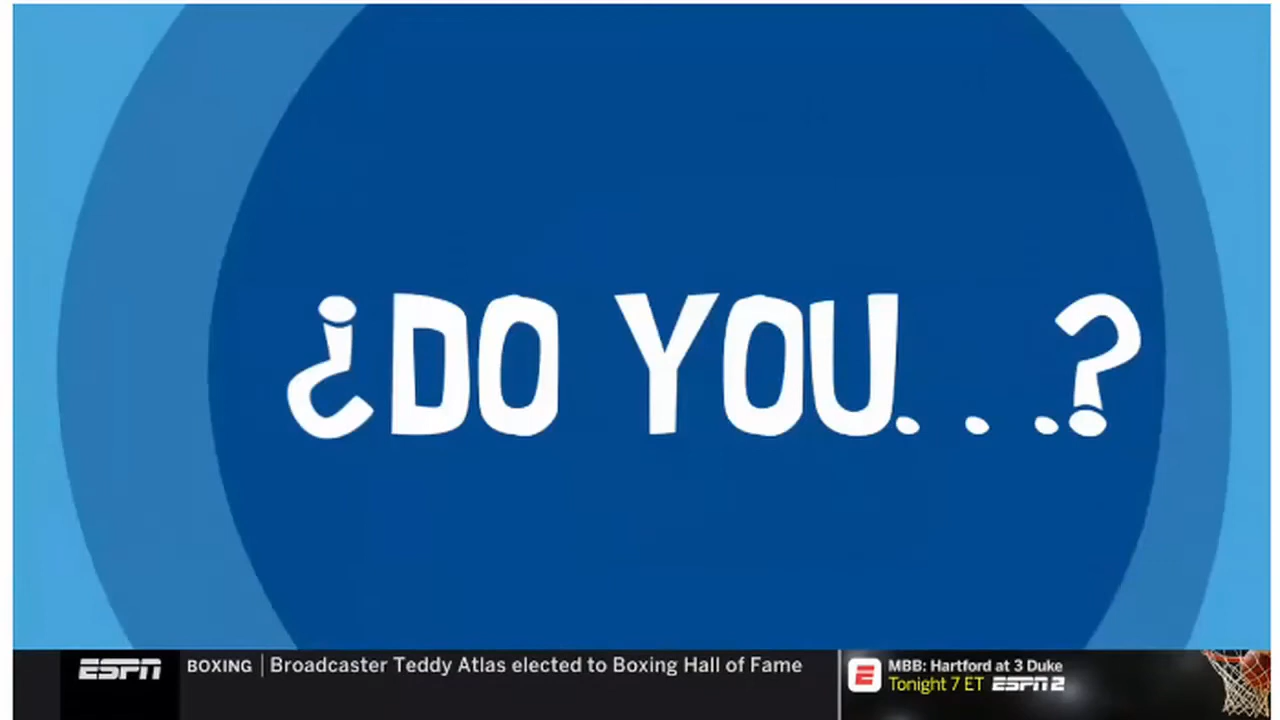 ¿DO YOU. . .?
ESPN
BOXING | Broadcaster Teddy Atlas elected to Boxing Hall of Fame
E
MBB: Hartford at 3 Duke
Tonight 7 ET ESPN2